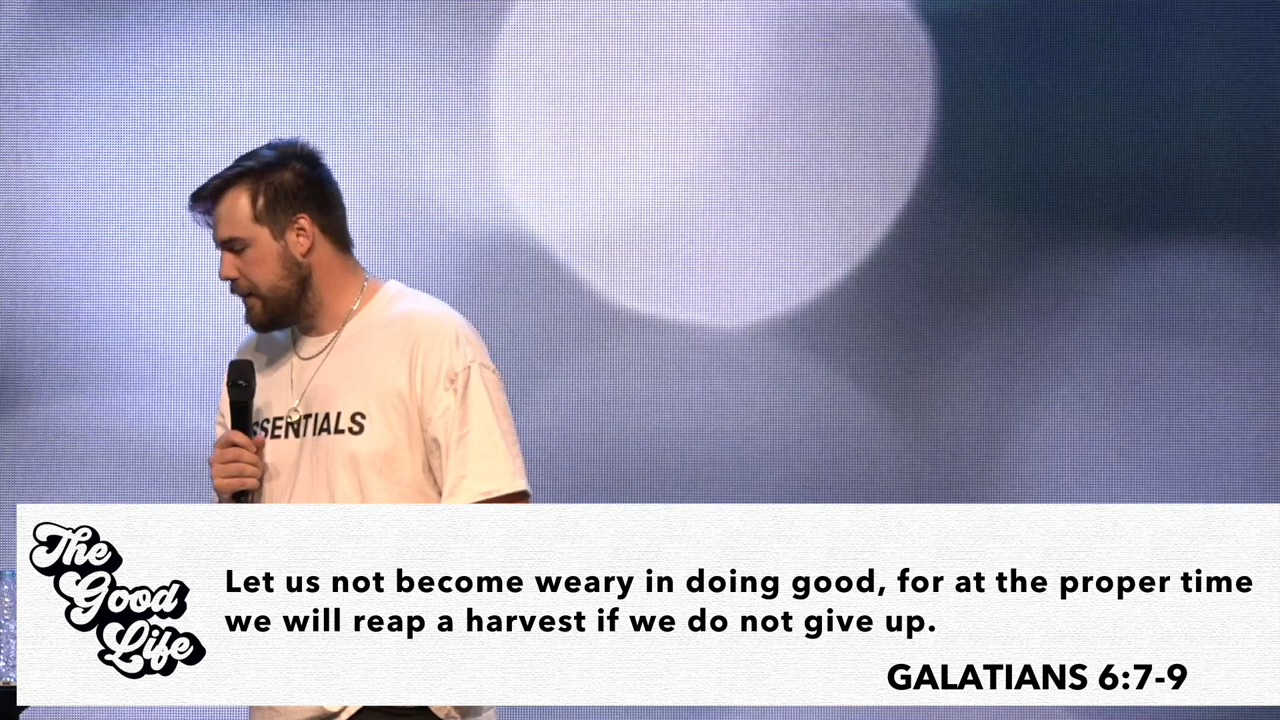 SSENTIALS
The
Good
Life
Let us not become weary in doing good, for at the proper time
we will reap a harvest if we do not give up.
GALATIANS 6:7-9